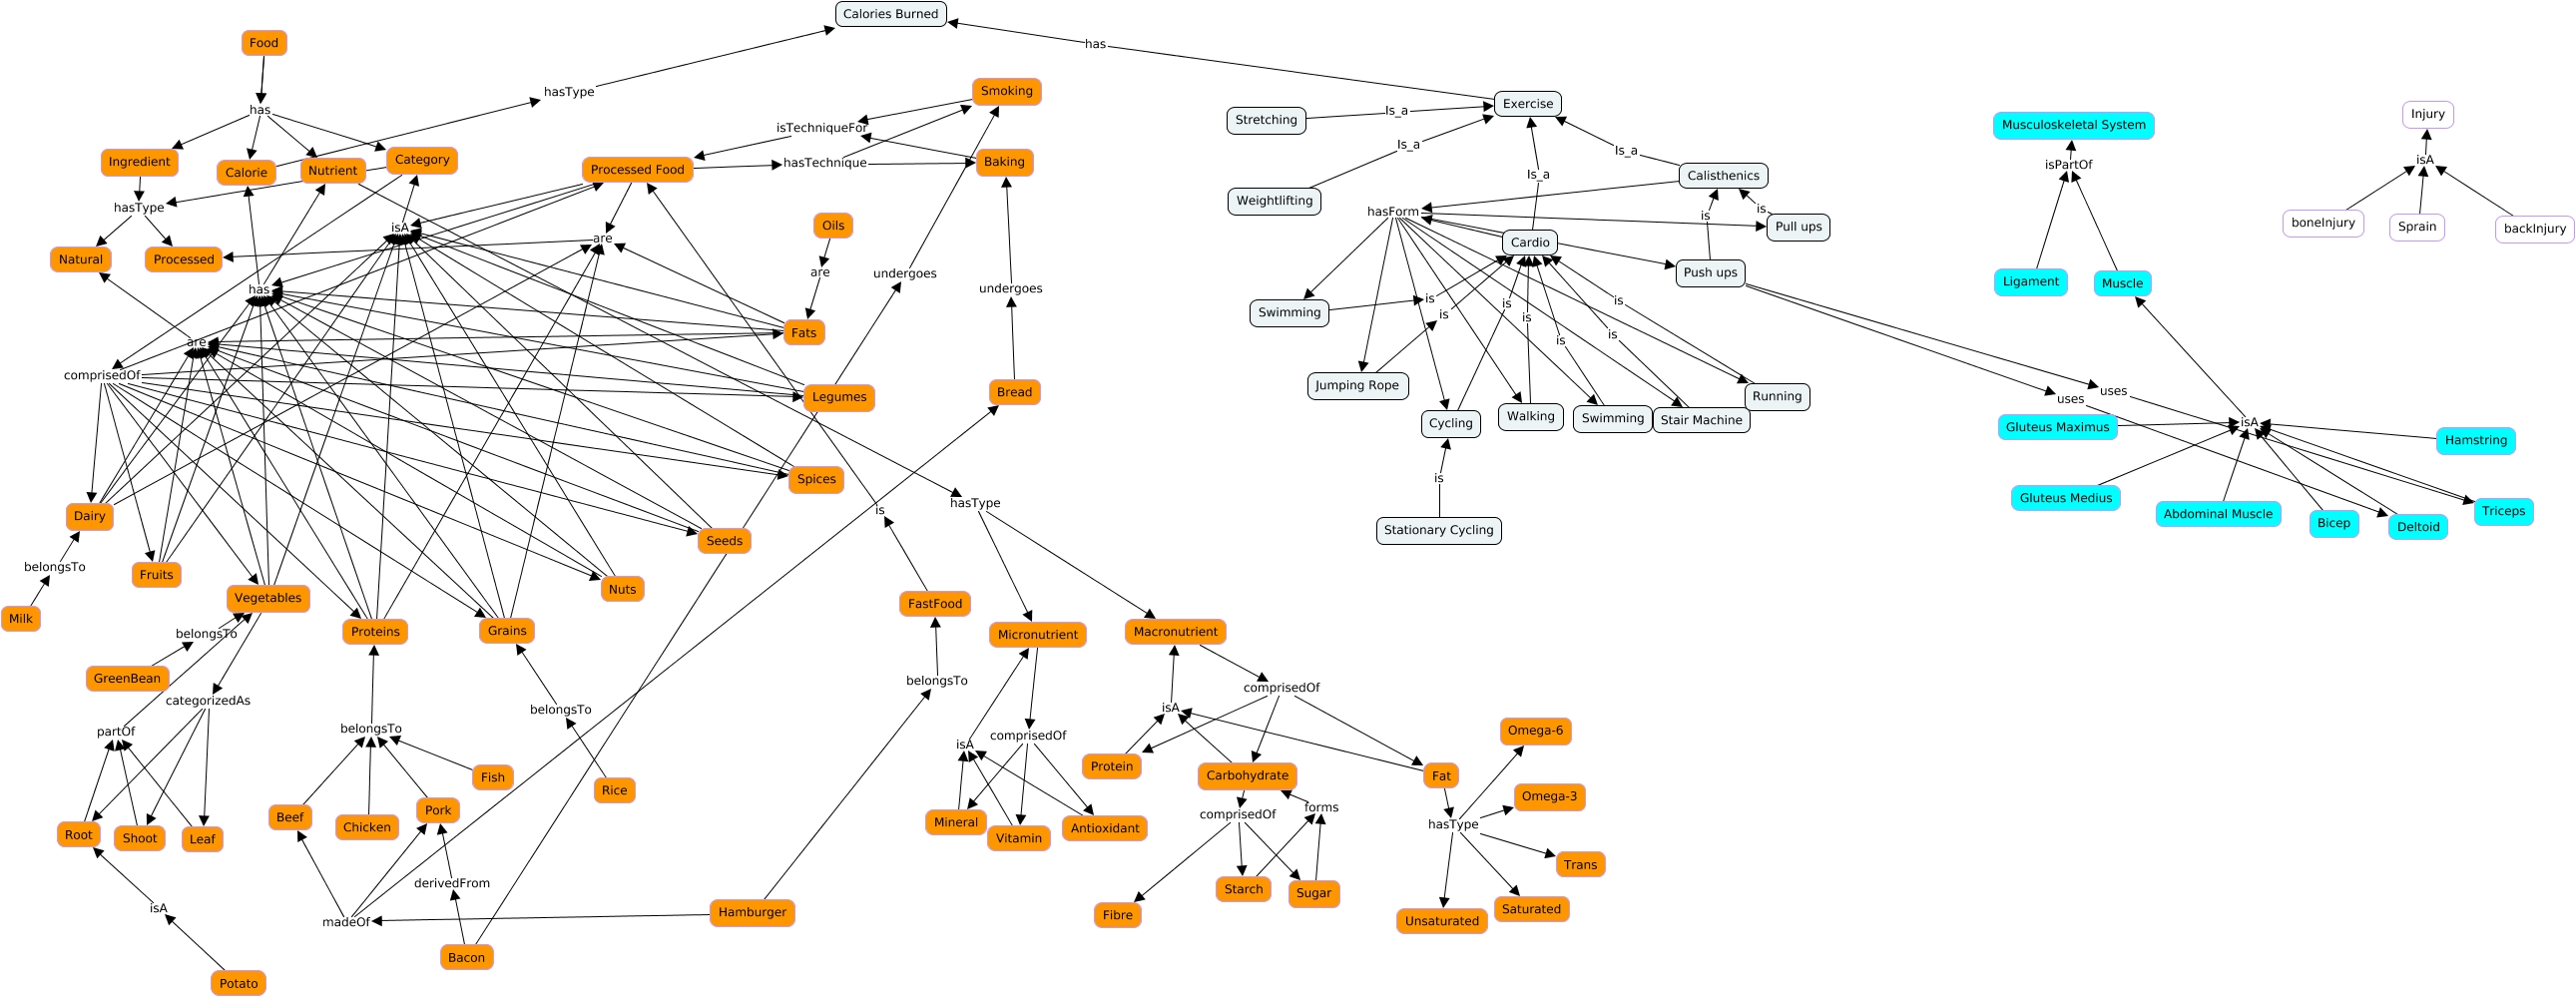 Calories Burned
Food
has
hasType
Smoking
Exercise
Stretching
Is_a
has
Injury
Musculoskeletal System
isTechniqueFor
Is_a
Is_a
Ingredient
Calorie
Nutrient
Category
Processed Food
hasTechnique
Baking
isPartOf
isA
Is_a
Calisthenics
Weightlifting
hasType
hasForm
is
is
Pull ups
isA
Oils
boneInjury
Sprain
backInjury
are
Cardio
Natural
Processed
are
undergoes
Push ups
Ligament
Muscle
has
undergoes
Swimming
is
is
is
is
is
is
is
are
Fats
comprisedOf
Jumping Rope
Legumes
Bread
Running
uses
uses
Cycling
Walking
Swimming
Stair Machine
Gluteus Maximus
isA
Hamstring
Spices
is
hasType
Gluteus Medius
Abdominal Muscle
Bicep
Deltoid
Triceps
Dairy
is
Stationary Cycling
Seeds
belongsTo
Fruits
Nuts
Vegetables
FastFood
Milk
Proteins
Grains
Micronutrient
Macronutrient
belongsTo
GreenBean
belongsTo
comprisedOf
categorizedAs
belongsTo
isA
partOf
belongsTo
isA
comprisedOf
Omega-6
Protein
Carbohydrate
Fat
Fish
Rice
Omega-3
Beef
Chicken
Pork
Mineral
Vitamin
Antioxidant
comprisedOf
forms
hasType
Root
Shoot
Leaf
Trans
derivedFrom
Starch
Sugar
isA
madeOf
Hamburger
Fibre
Unsaturated
Saturated
Bacon
Potato